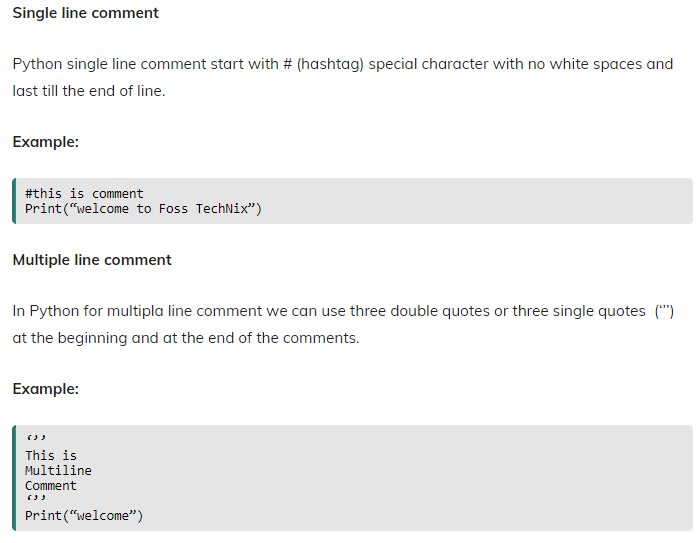 Single line comment
Python single line comment start with # (hashtag) special character with no white spaces and
last till the end of line.
Example:
#this is comment
Print(“welcome to Foss TechNix”)
Multiple line comment
In Python for multipla line comment we can use three double quotes or three single quotes (‘”)
at the beginning and at the end of the comments.
Example:
‘’’
This is
Multiline
Comment
‘’’
Print(“welcome”)